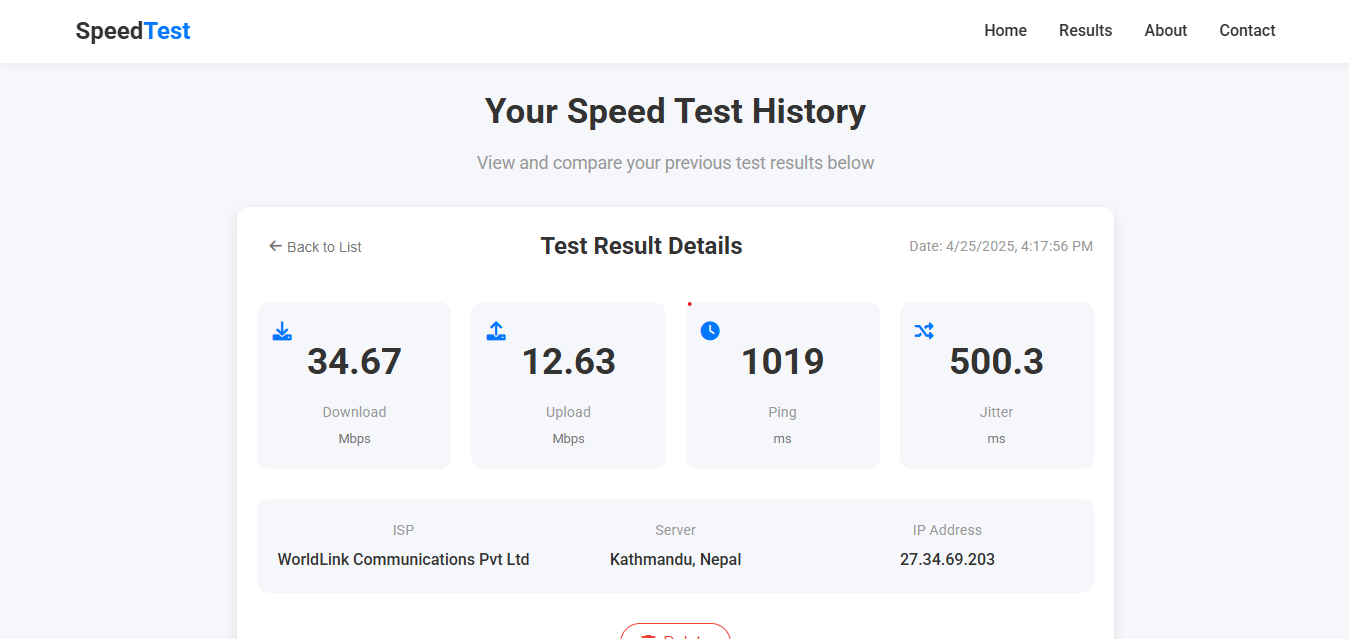 SpeedTest
Home Results About Contact
Your Speed Test History
View and compare your previous test results below
Back to List
Test Result Details
Date: 4/25/2025, 4:17:56 PM
34.67
Download
Mbps
12.63
Upload
Mbps
1019
Ping
ms
500.3
Jitter
ms
ISP
WorldLink Communications Pvt Ltd
Server
Kathmandu, Nepal
IP Address
27.34.69.203